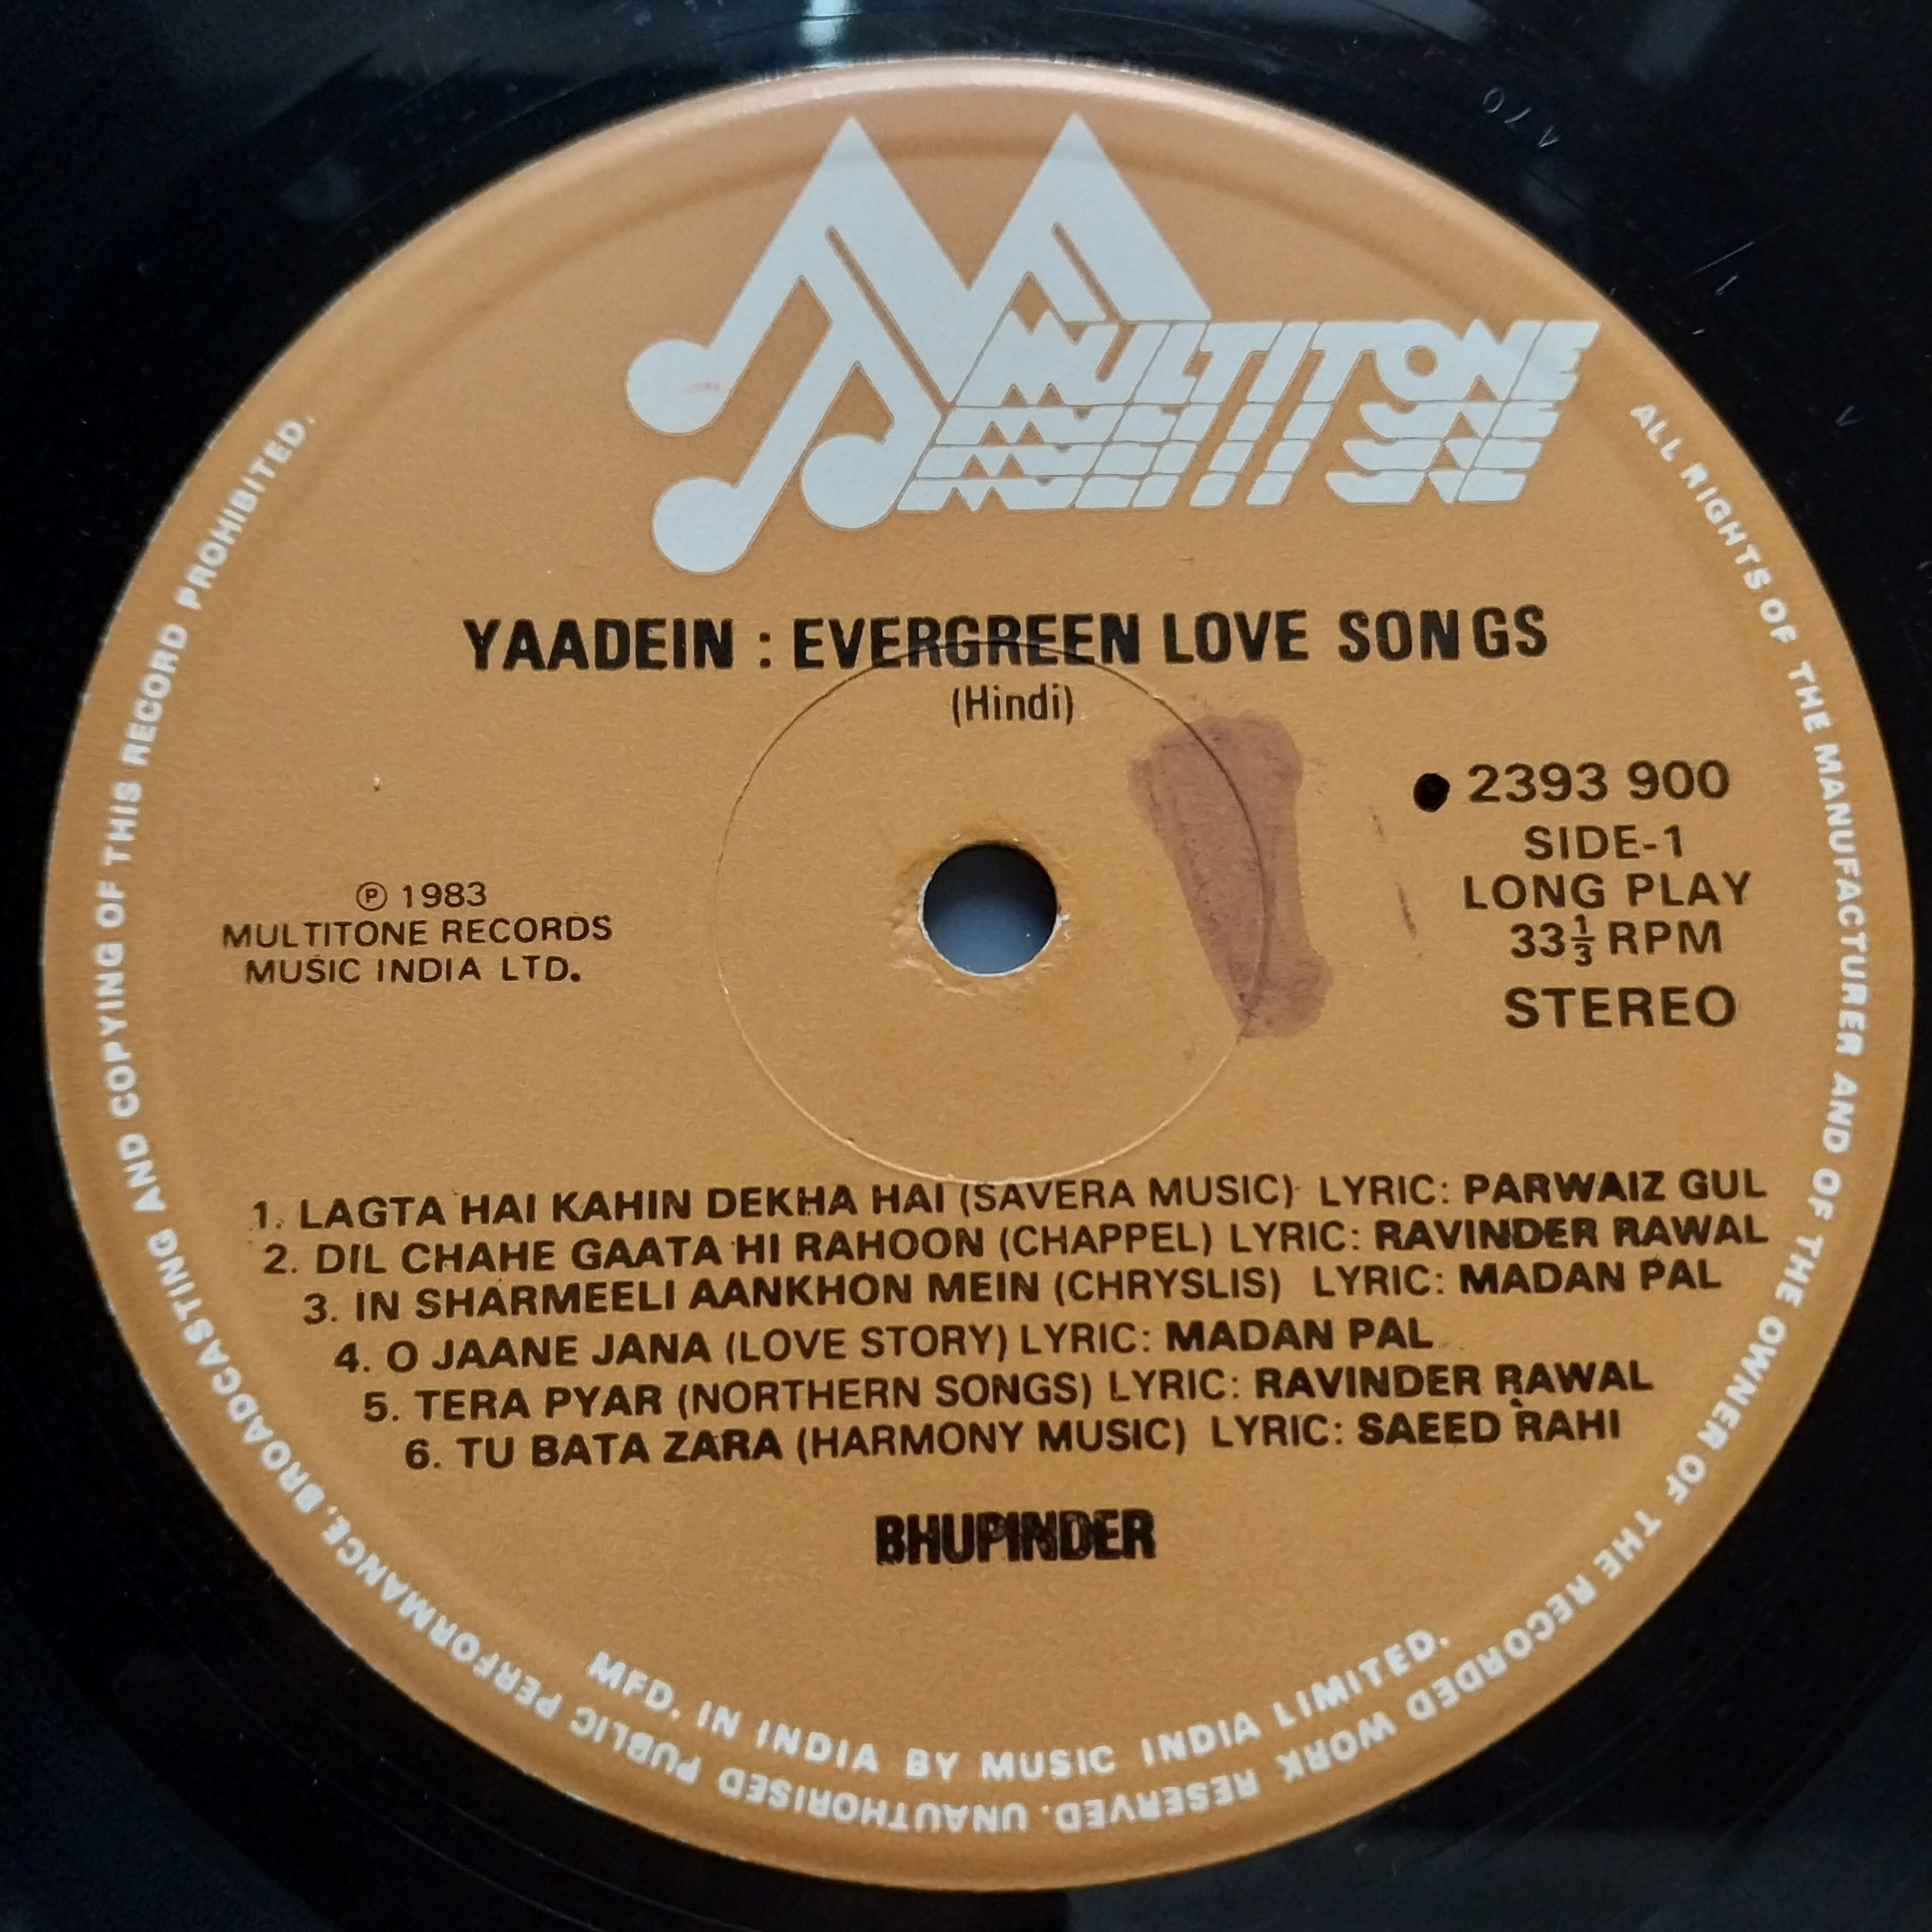 MULTITONE
YAADEIN : EVERGREEN LOVE SONGS
(Hindi)
2393 900
SIDE-1
LONG PLAY
33⅓ RPM
STEREO
℗ 1983
MULTITONE RECORDS
MUSIC INDIA LTD.
1. LAGTA HAI KAHIN DEKHA HAI (SAVERA MUSIC) LYRIC: PARWAIZ GUL
2. DIL CHAHE GAATA HI RAHOON (CHAPPEL) LYRIC: RAVINDER RAWAL
3. IN SHARMEELI AANKHON MEIN (CHRYSLIS) LYRIC: MADAN PAL
4. O JAANE JANA (LOVE STORY) LYRIC: MADAN PAL
5. TERA PYAR (NORTHERN SONGS) LYRIC: RAVINDER RAWAL
6. TU BATA ZARA (HARMONY MUSIC) LYRIC: SAEED RAHI
BHUPINDER
MFD. IN INDIA BY MUSIC INDIA LIMITED.
ALL RIGHTS OF THE MANUFACTURER AND OF THE OWNER OF THE RECORDED WORK RESERVED. UNAUTHORISED PUBLIC PERFORMANCE, BROADCASTING AND COPYING OF THIS RECORD PROHIBITED.